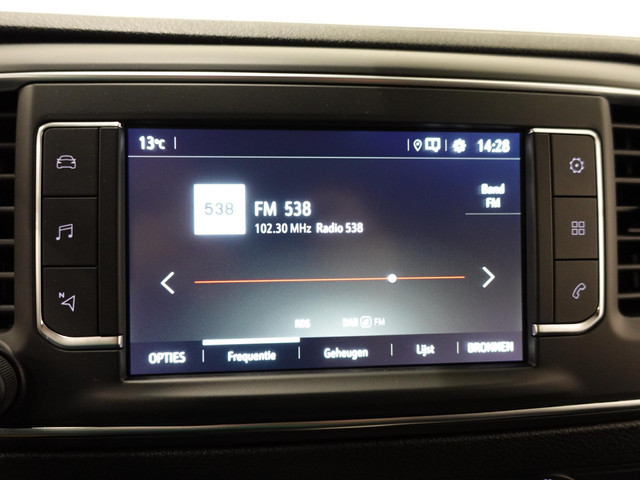 13°C
14:28
538
FM 538
102.30 MHz Radio 538
Band
FM
RDS
DAB FM
OPTIES
Frequentie
Geheugen
Lijst
BRONNEN
N